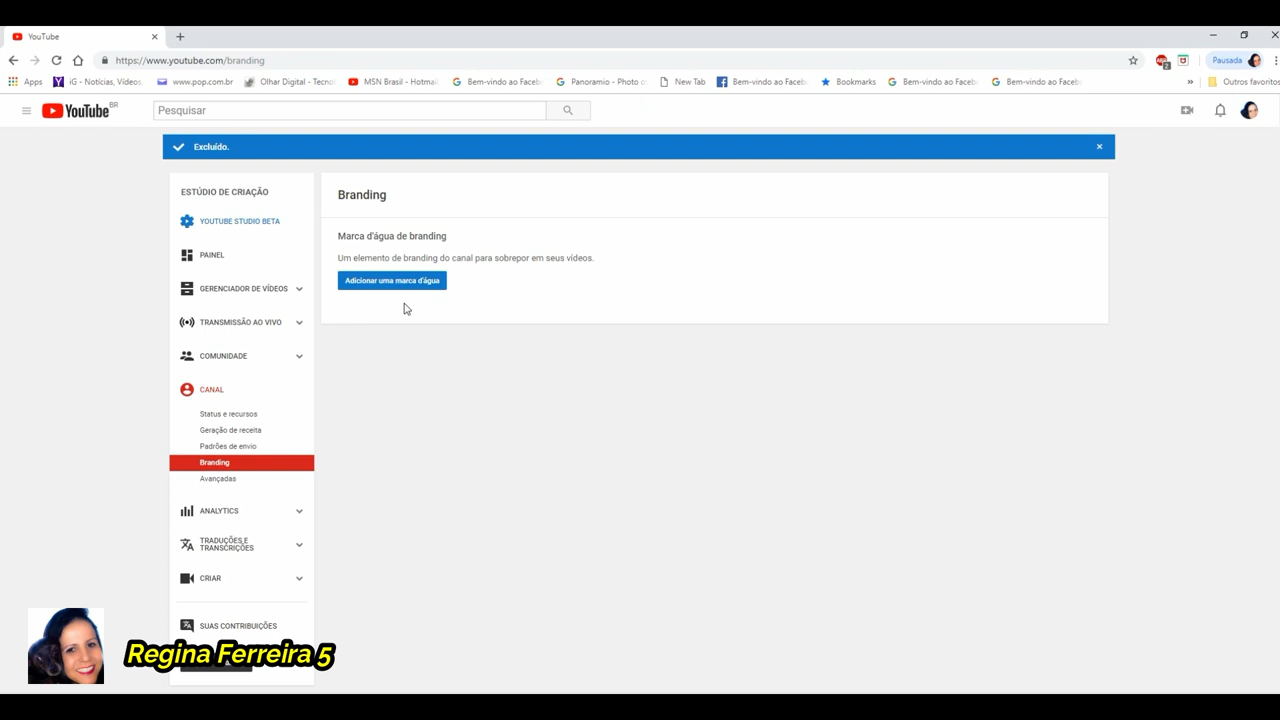 YouTube
https://www.youtube.com/branding
Pausada
Apps
iG - Notícias, Vídeos,
www.pop.com.br
Olhar Digital - Tecno
MSN Brasil - Hotmail
Bem-vindo ao Faceb
Panoramio - Photo o
New Tab
Bem-vindo ao Faceb
Bookmarks
Bem-vindo ao Faceb
Bem-vindo ao Faceb
»
Outros favoritos
YouTube BR
Pesquisar
Excluído.
ESTÚDIO DE CRIAÇÃO
YOUTUBE STUDIO BETA
PAINEL
GERENCIADOR DE VÍDEOS
TRANSMISSÃO AO VIVO
COMUNIDADE
CANAL
Status e recursos
Geração de receita
Padrões de envio
Branding
Avançadas
ANALYTICS
TRADUÇÕES E
TRANSCRIÇÕES
CRIAR
SUAS CONTRIBUIÇÕES
Branding
Marca d'água de branding
Um elemento de branding do canal para sobrepor em seus vídeos.
Adicionar uma marca d'água
Regina Ferreira 5